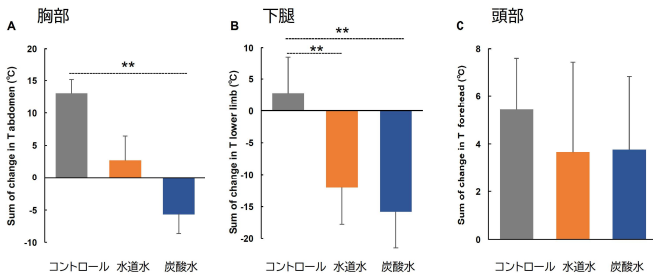 胸部
下腿
頭部
A
B
C
**
**
**
Sum of change in T abdomen (℃)
20
15
10
5
0
-5
-10
コントロール 水道水 炭酸水
Sum of change in T lower limb (℃)
10
5
0
-5
-10
-15
-20
コントロール 水道水 炭酸水
Sum of change in T forehead (℃)
8
6
4
2
0
コントロール 水道水 炭酸水